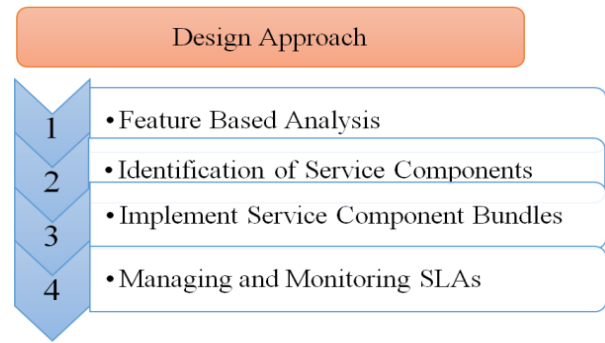 Design Approach
1
•Feature Based Analysis
2
•Identification of Service Components
3
•Implement Service Component Bundles
4
•Managing and Monitoring SLAs